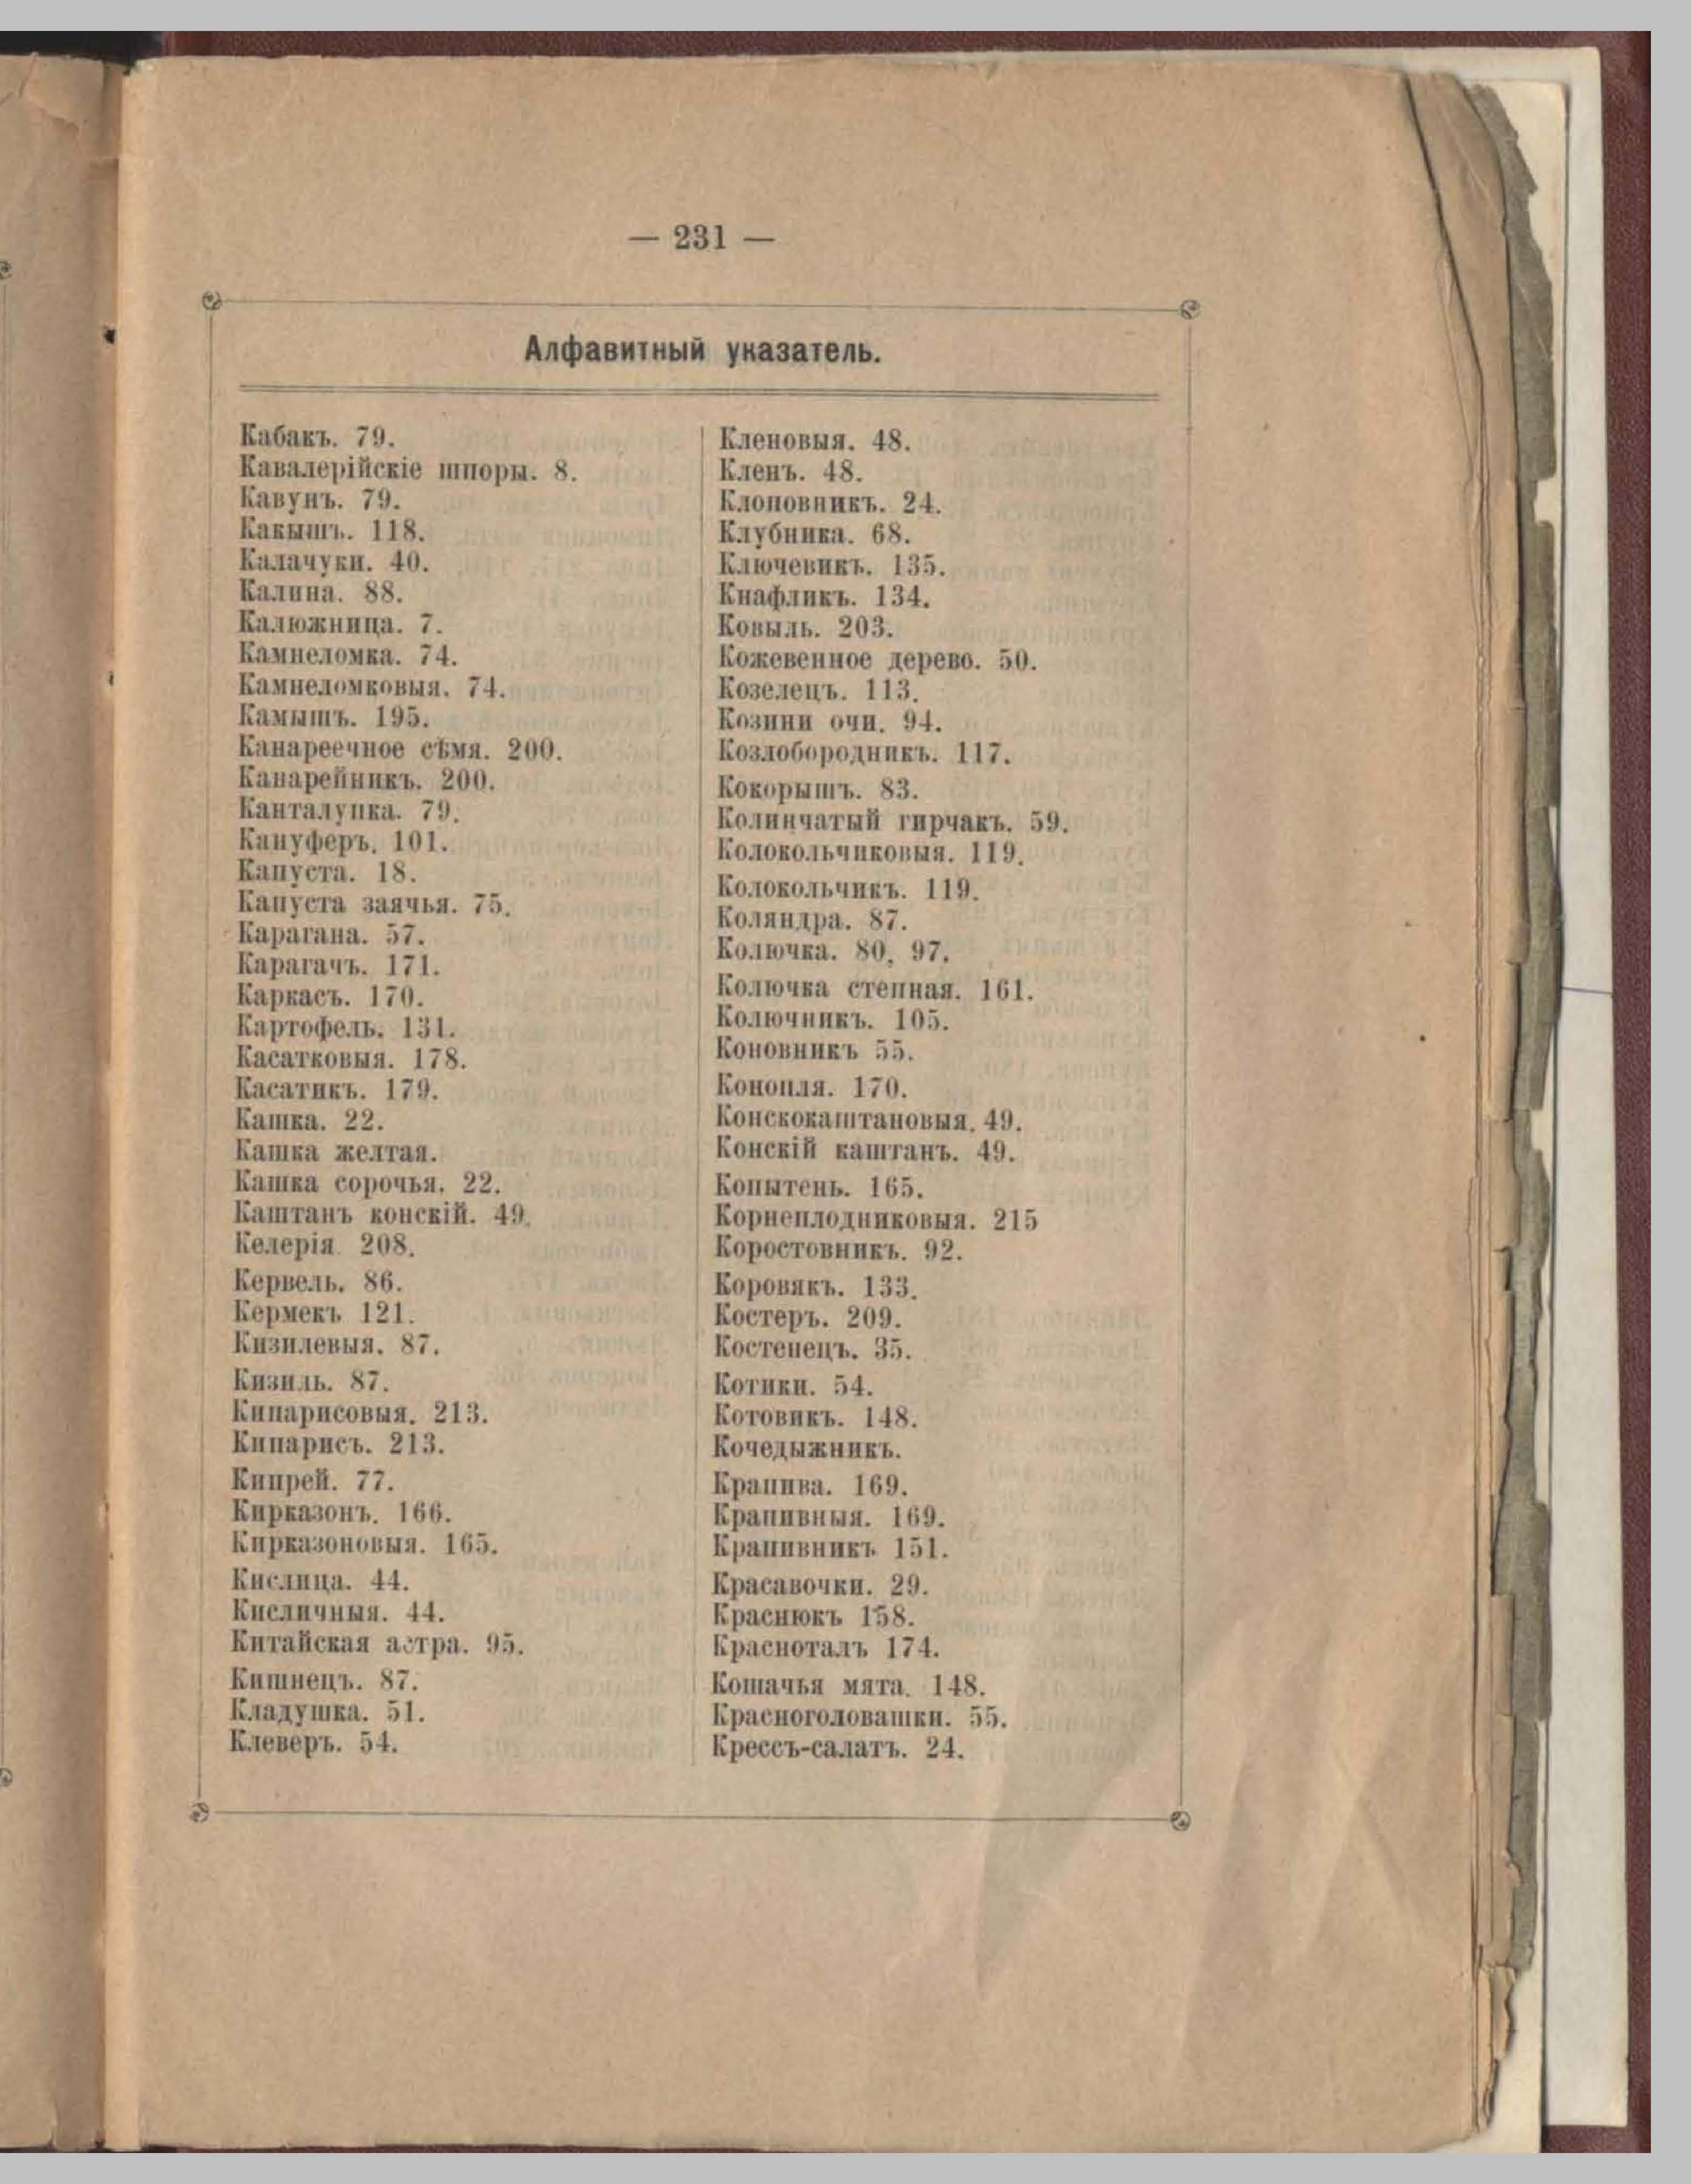 — 231 —
Алфавитный указатель.
Кабакъ. 79.
Кавалерійскіе шпоры. 8.
Кавунъ. 79.
Какышъ. 118.
Калачуки. 40.
Калина. 88.
Калюжница. 7.
Камнеломка. 74.
Камнеломковыя. 74.
Камышъ. 195.
Канареечное сѣмя. 200.
Канарейникъ. 200.
Канталупка. 79.
Кануферъ. 101.
Капуста. 18.
Капуста заячья. 75.
Карагана. 57.
Карагачъ. 171.
Каркасъ. 170.
Картофель. 131.
Касатковыя. 178.
Касатикъ. 179.
Кашка. 22.
Кашка желтая.
Кашка сорочья. 22.
Каштанъ конскій. 49.
Келерія 208.
Кервель. 86.
Кермекъ 121.
Кизилевыя. 87.
Кизиль. 87.
Кипарисовыя. 213.
Кипарисъ. 213.
Кипрей. 77.
Кирказонъ. 166.
Кирказоновыя. 165.
Кислица. 44.
Кисличныя. 44.
Китайская астра. 95.
Кишнецъ. 87.
Кладушка. 51.
Клеверъ. 54.
Кленовыя. 48.
Кленъ. 48.
Клоповникъ. 24.
Клубника. 68.
Ключевикъ. 135.
Кнафликъ. 134.
Ковыль. 203.
Кожевенное дерево. 50.
Козелецъ. 113.
Козини очи. 94.
Козлобородникъ. 117.
Кокорышъ. 83.
Колинчатый гирчакъ. 59.
Колокольчиковыя. 119.
Колокольчикъ. 119.
Коляндра. 87.
Колючка. 80, 97.
Колючка степная. 161.
Колючникъ. 105.
Коновникъ 55.
Конопля. 170.
Конскокаштановыя. 49.
Конскій каштанъ. 49.
Копытень. 165.
Корнеплодниковыя. 215
Коростовникъ. 92.
Коровякъ. 133.
Костеръ. 209.
Костенецъ. 35.
Котики. 54.
Котовикъ. 148.
Кочедыжникъ.
Крапива. 169.
Крапивныя. 169.
Крапивникъ 151.
Красавочки. 29.
Краснюкъ 158.
Красноталъ 174.
Кошачья мята. 148.
Красноголовашки. 55.
Крессъ-салатъ. 24.